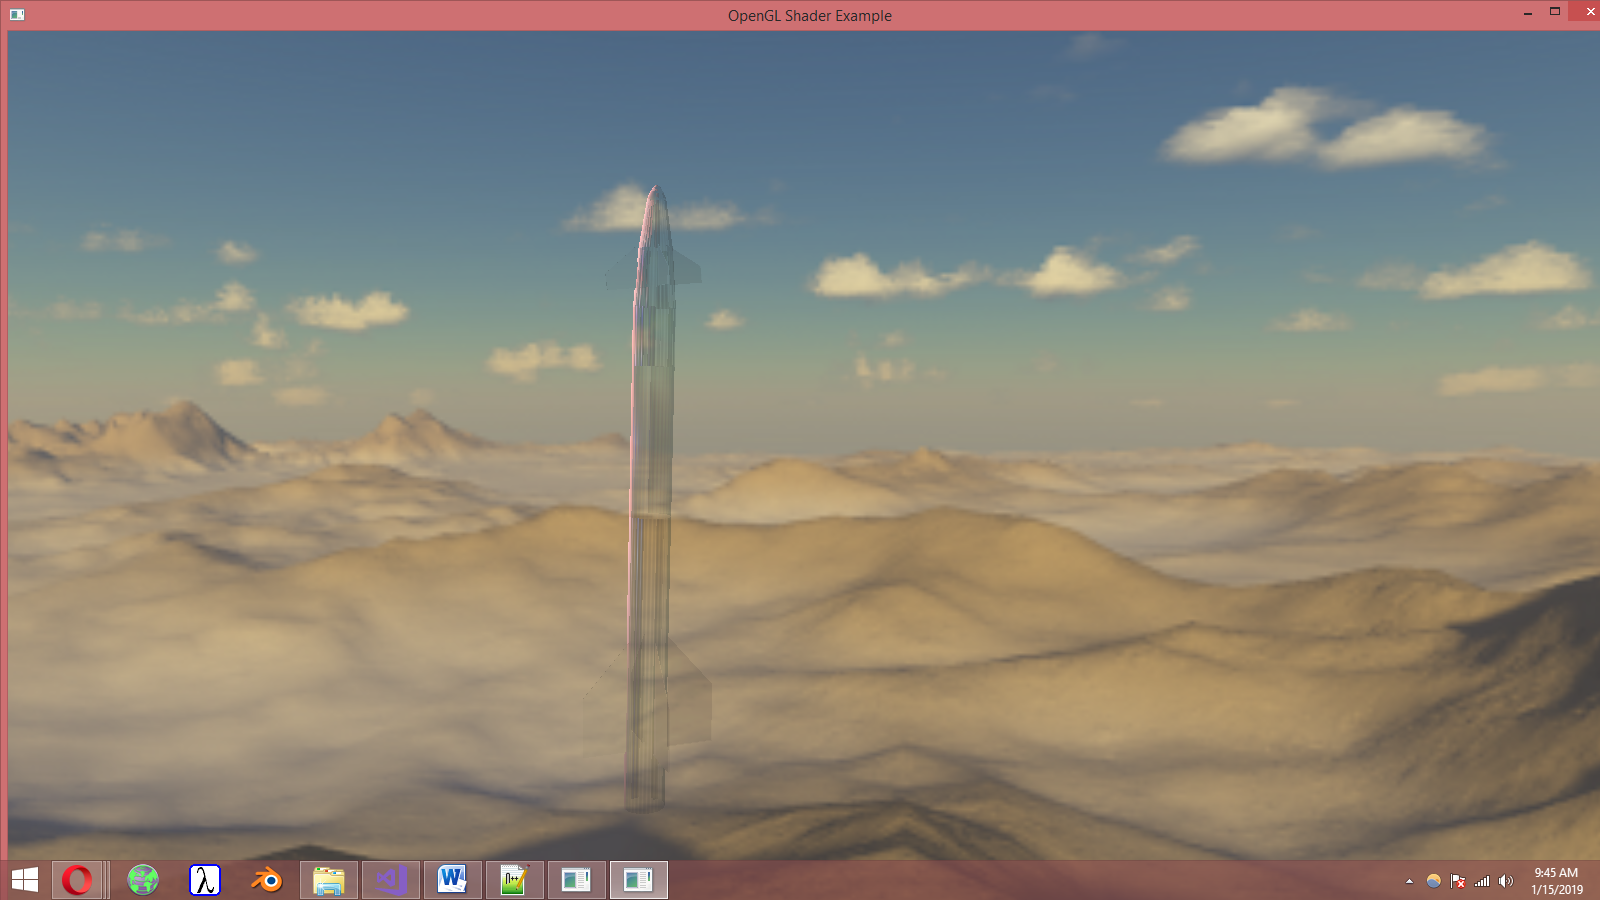 OpenGL Shader Example
λ
W
n++
9:45 AM
1/15/2019